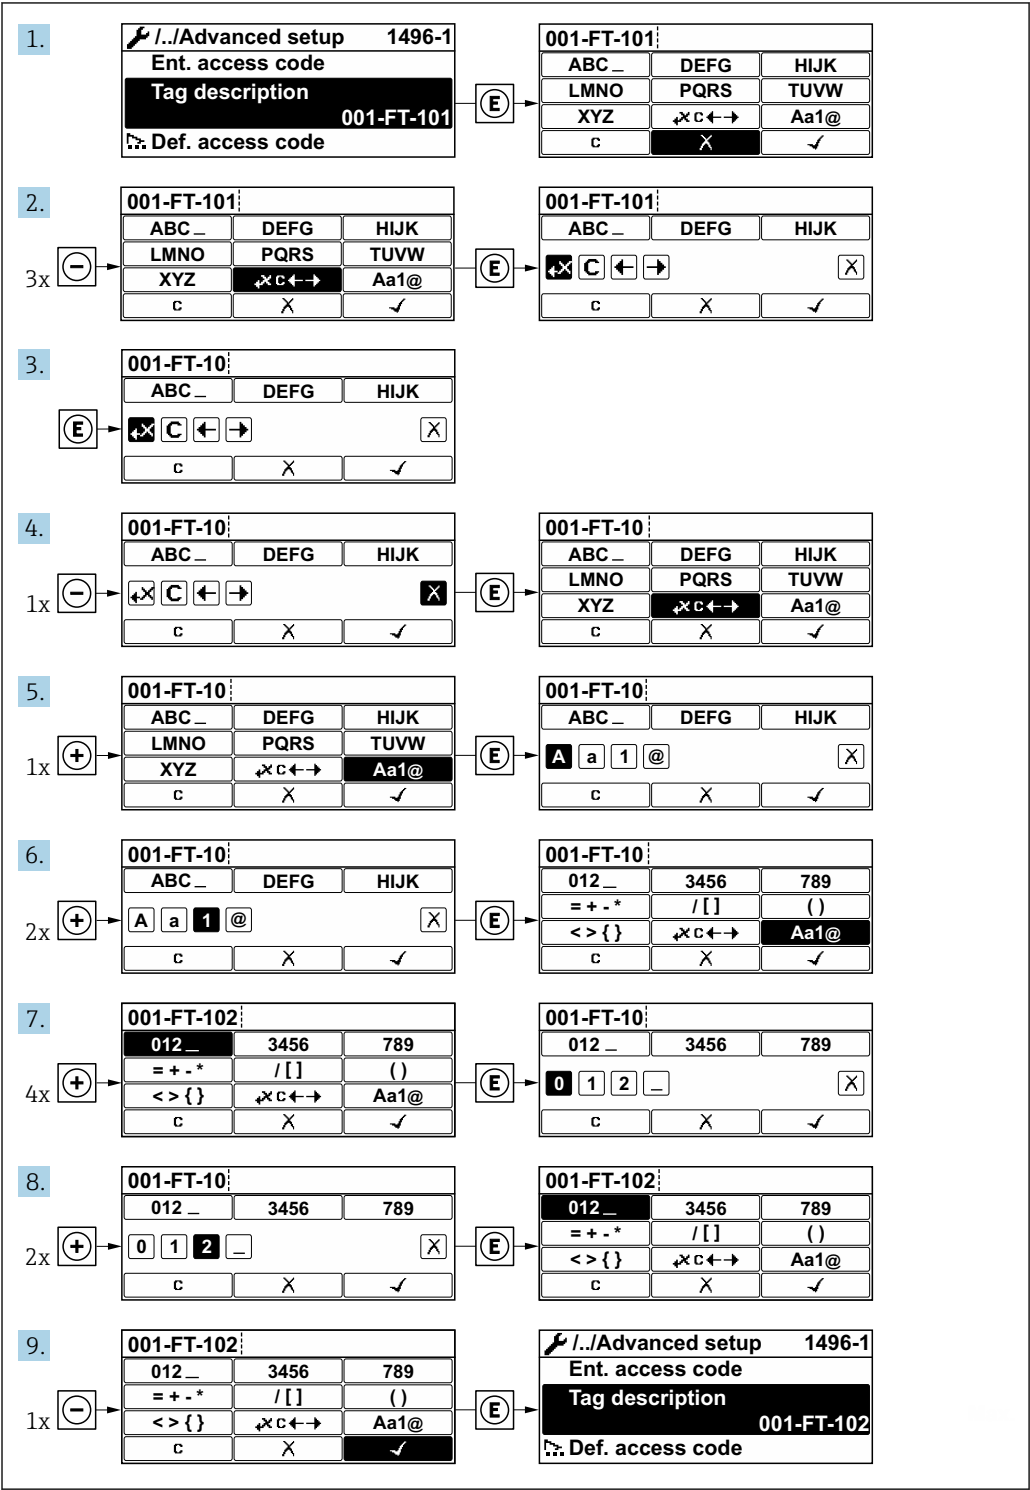 1.
/../Advanced setup 1496-1
Ent. access code
Tag description
001-FT-101
Def. access code
E
001-FT-101
ABC_ DEFG HIJK
LMNO PQRS TUVW
XYZ C←→ Aa1@
C X ✓
2.
3x − 
001-FT-101
ABC_ DEFG HIJK
LMNO PQRS TUVW
XYZ C←→ Aa1@
C X ✓
E
001-FT-101
ABC_ DEFG HIJK
C ← → X
C X ✓
3.
E
001-FT-10
ABC_ DEFG HIJK
C ← → X
C X ✓
4.
1x −
001-FT-10
ABC_ DEFG HIJK
C ← → X
C X ✓
E
001-FT-10
ABC_ DEFG HIJK
LMNO PQRS TUVW
XYZ C←→ Aa1@
C X ✓
5.
1x +
001-FT-10
ABC_ DEFG HIJK
LMNO PQRS TUVW
XYZ C←→ Aa1@
C X ✓
E
001-FT-10
ABC_ DEFG HIJK
A a 1 @ X
C X ✓
6.
2x +
001-FT-10
ABC_ DEFG HIJK
A a 1 @ X
C X ✓
E
001-FT-10
012_ 3456 789
= + - * / [ ] ( )
< > { } C←→ Aa1@
C X ✓
7.
4x +
001-FT-102
012_ 3456 789
= + - * / [ ] ( )
< > { } C←→ Aa1@
C X ✓
E
001-FT-10
012_ 3456 789
0 1 2 _ X
C X ✓
8.
2x +
001-FT-10
012_ 3456 789
0 1 2 _ X
C X ✓
E
001-FT-102
012_ 3456 789
= + - * / [ ] ( )
< > { } C←→ Aa1@
C X ✓
9.
1x −
001-FT-102
012_ 3456 789
= + - * / [ ] ( )
< > { } C←→ Aa1@
C X ✓
E
/../Advanced setup 1496-1
Ent. access code
Tag description
001-FT-102
Def. access code